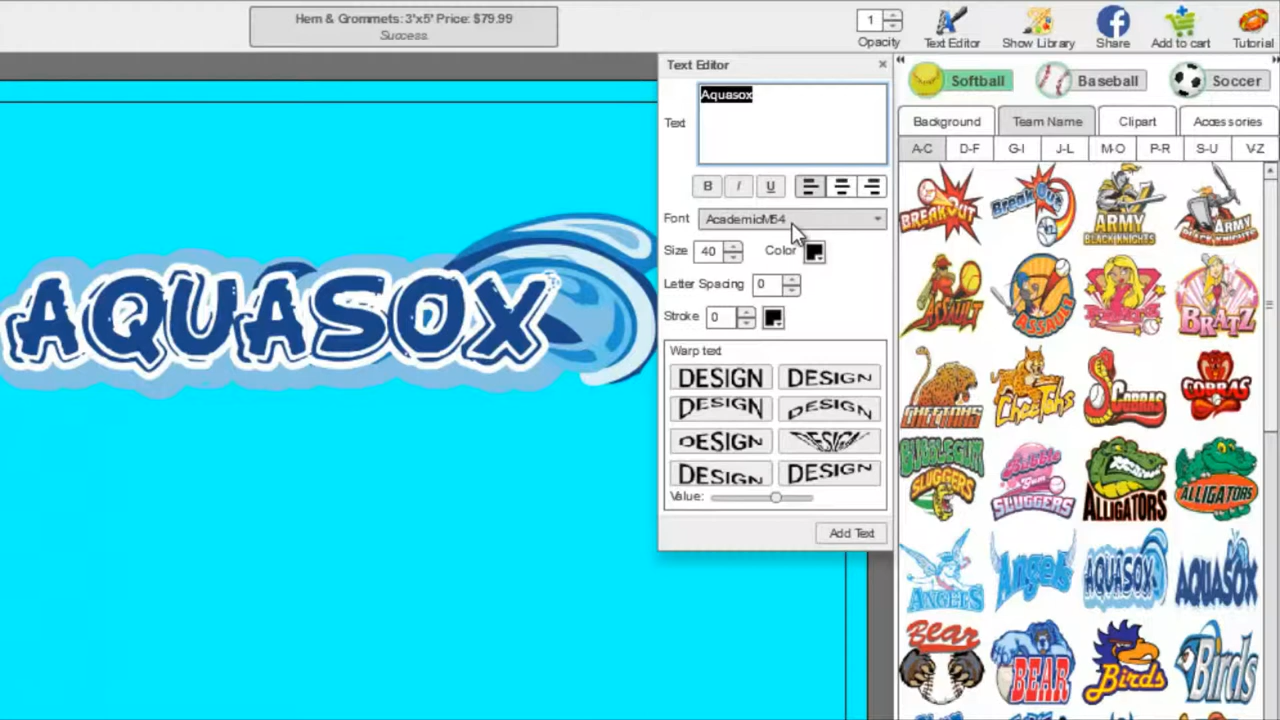 Hem & Grommets: 3'x5' Price: $79.99
Success.
1
Opacity
Text Editor
Show Library
Share
Add to cart
Tutorial
Text Editor
Softball
Baseball
Soccer
Text
Aquasox
Background
Team Name
Clipart
Accessories
A-C
D-F
G-I
J-L
M-O
P-R
S-U
V-Z
B
I
U
Font
AcademicM54
Size
40
Color
Letter Spacing
0
Stroke
0
Warp text
DESIGN
DESIGN
DESIGN
DESIGN
DESIGN
DESIGN
DESIGN
DESIGN
Value:
Add Text
AQUASOX
BREAKOUT
BreakOut
ARMY
BLACK KNIGHTS
ARMY
BLACK KNIGHTS
ASSAULT
ASSAULT
BRATZ
CHEETAHS
CHEETAHS
COBRAS
COBRAS
BUBBLEGUM
SLUGGERS
Bubble
Gum
SLUGGERS
ALLIGATORS
ALLIGATORS
ANGELS
Angels
AQUASOX
AQUASOX
Bear
BEAR
Birds
Birds